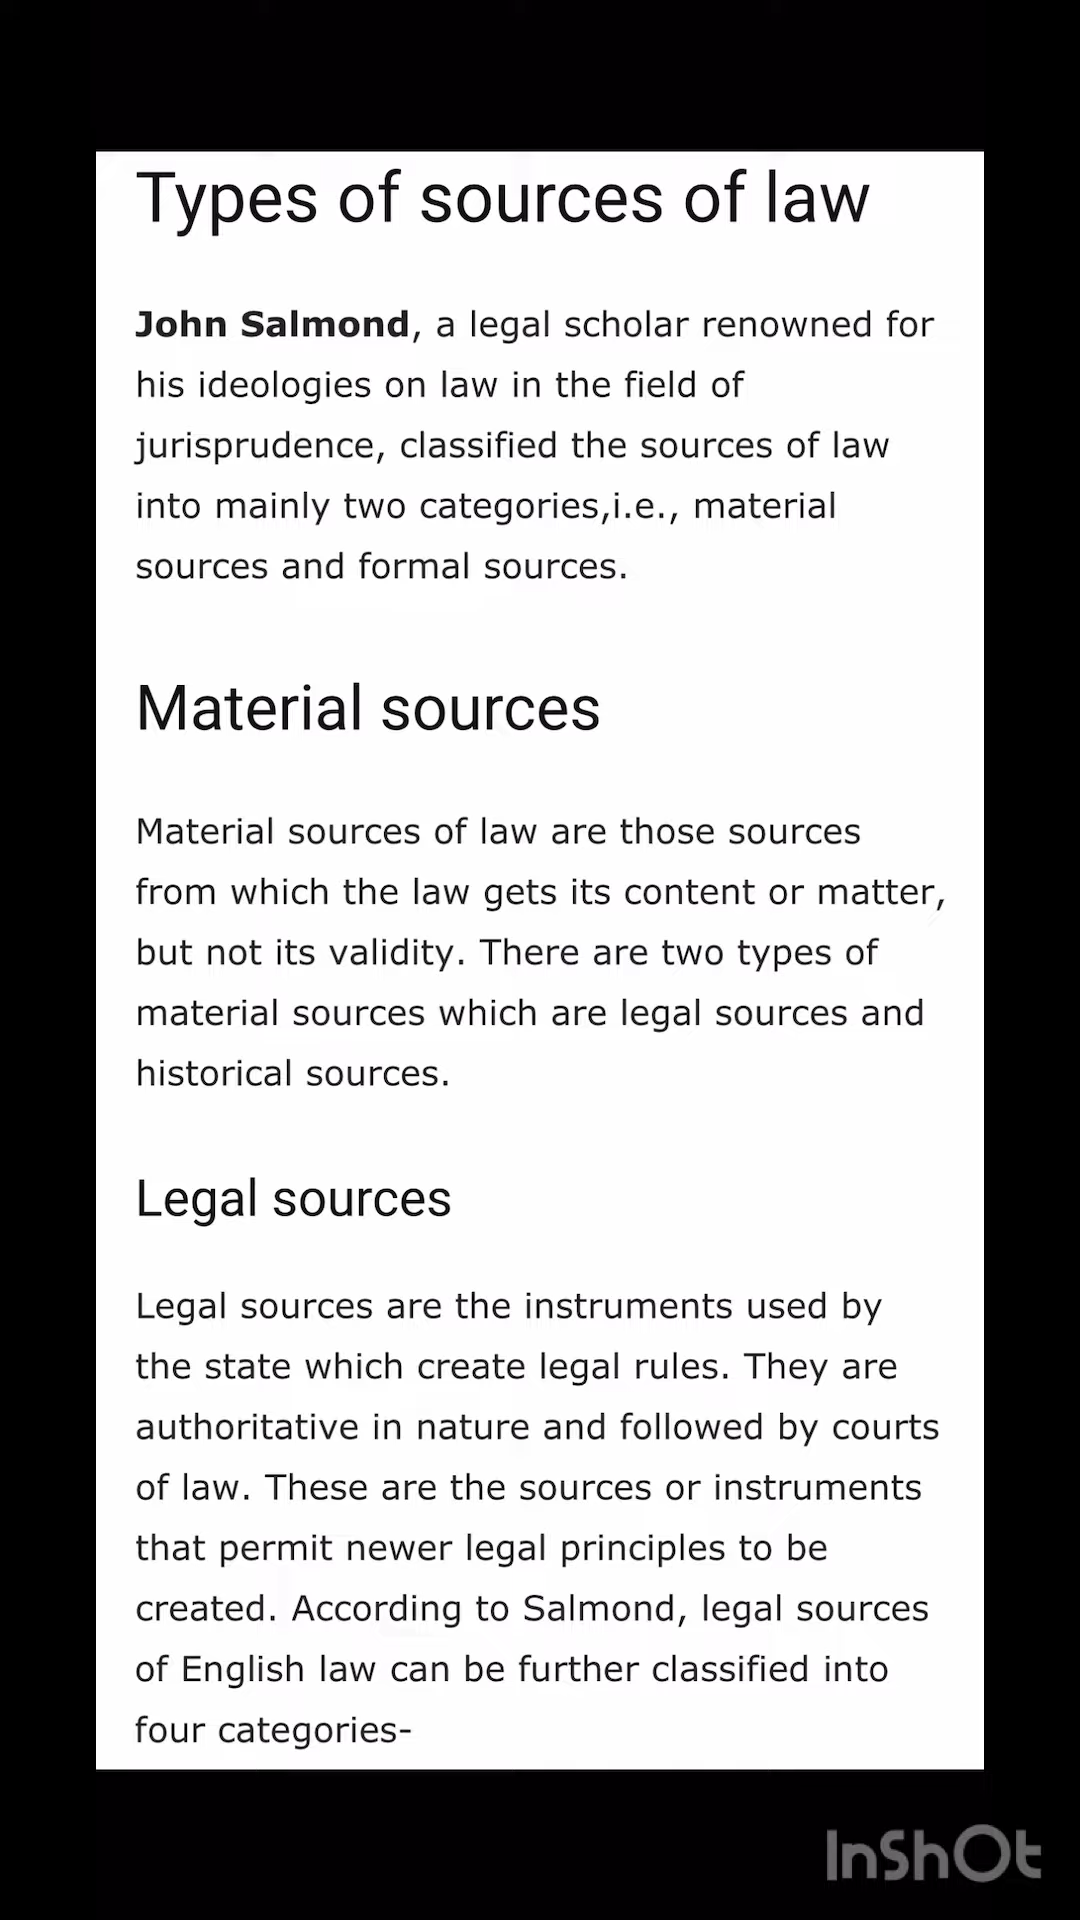 Types of sources of law
John Salmond, a legal scholar renowned for
his ideologies on law in the field of
jurisprudence, classified the sources of law
into mainly two categories,i.e., material
sources and formal sources.
Material sources
Material sources of law are those sources
from which the law gets its content or matter,
but not its validity. There are two types of
material sources which are legal sources and
historical sources.
Legal sources
Legal sources are the instruments used by
the state which create legal rules. They are
authoritative in nature and followed by courts
of law. These are the sources or instruments
that permit newer legal principles to be
created. According to Salmond, legal sources
of English law can be further classified into
four categories-
InShOt